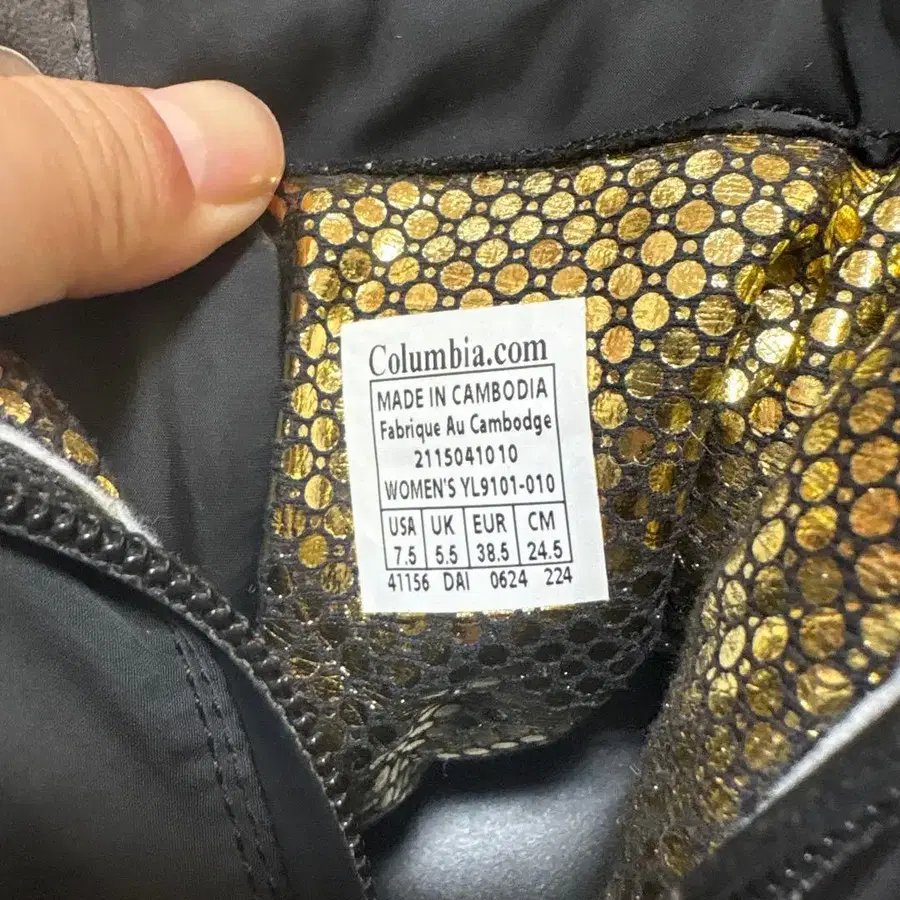 Columbia.com
MADE IN CAMBODIA
Fabrique Au Cambodge
2115041010
WOMEN'S YL9101-010
USA UK EUR CM
7.5 5.5 38.5 24.5
41156 DAI 0624 224